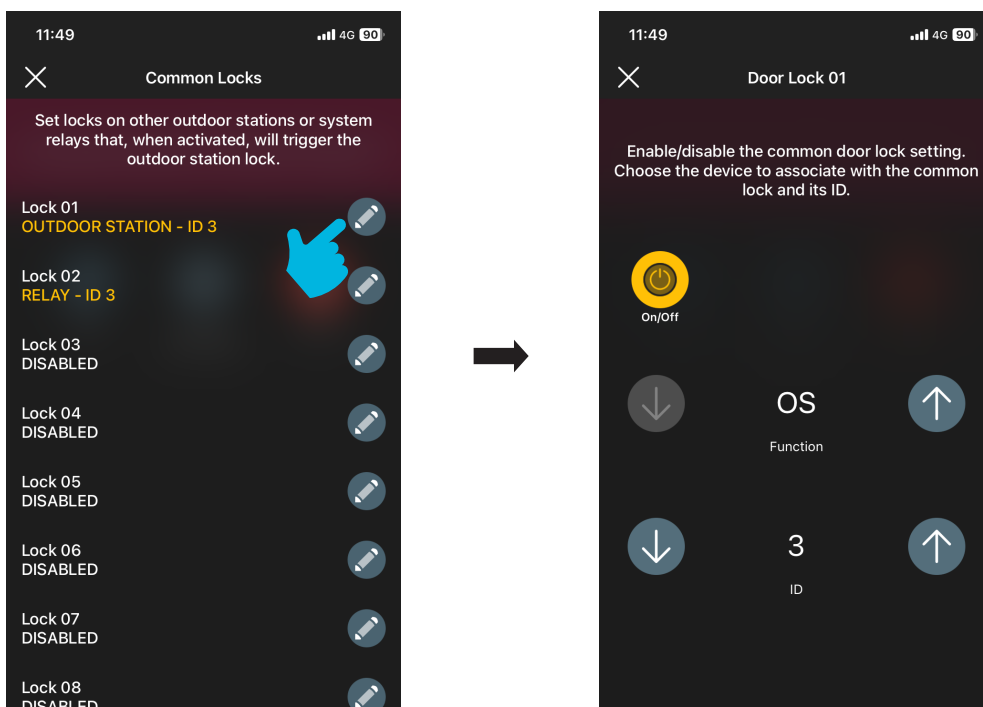 11:49
4G 90
Common Locks
Set locks on other outdoor stations or system
relays that, when activated, will trigger the
outdoor station lock.
Lock 01
OUTDOOR STATION - ID 3
Lock 02
RELAY - ID 3
Lock 03
DISABLED
Lock 04
DISABLED
Lock 05
DISABLED
Lock 06
DISABLED
Lock 07
DISABLED
Lock 08
DISABLED
11:49
4G 90
Door Lock 01
Enable/disable the common door lock setting.
Choose the device to associate with the common
lock and its ID.
On/Off
OS
Function
3
ID